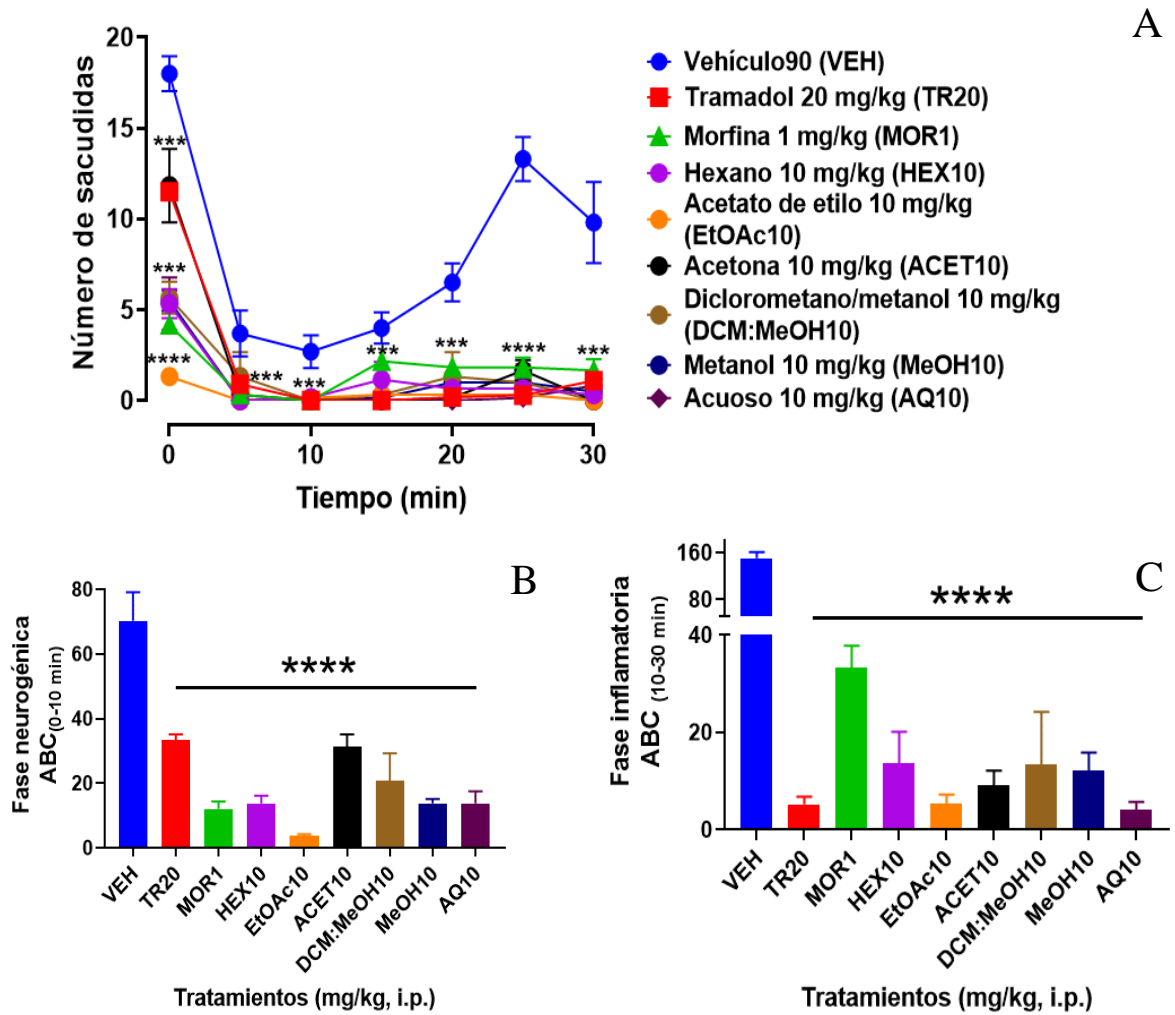 A
20
15
10
5
0
Número de sacudidas
***
***
****
***
***
***
***
****
***
0
10
20
30
Tiempo (min)
Vehículo90 (VEH)
Tramadol 20 mg/kg (TR20)
Morfina 1 mg/kg (MOR1)
Hexano 10 mg/kg (HEX10)
Acetato de etilo 10 mg/kg
(EtOAc10)
Acetona 10 mg/kg (ACET10)
Diclorometano/metanol 10 mg/kg
(DCM:MeOH10)
Metanol 10 mg/kg (MeOH10)
Acuoso 10 mg/kg (AQ10)
B
Fase neurogénica
ABC(0-10 min)
80
60
40
20
0
****
VEH
TR20
MOR1
HEX10
EtOAc10
ACET10
DCM:MeOH10
MeOH10
AQ10
Tratamientos (mg/kg, i.p.)
C
Fase inflamatoria
ABC (10-30 min)
160
80
40
20
0
****
VEH
TR20
MOR1
HEX10
EtOAc10
ACET10
DCM:MeOH10
MeOH10
AQ10
Tratamientos (mg/kg, i.p.)